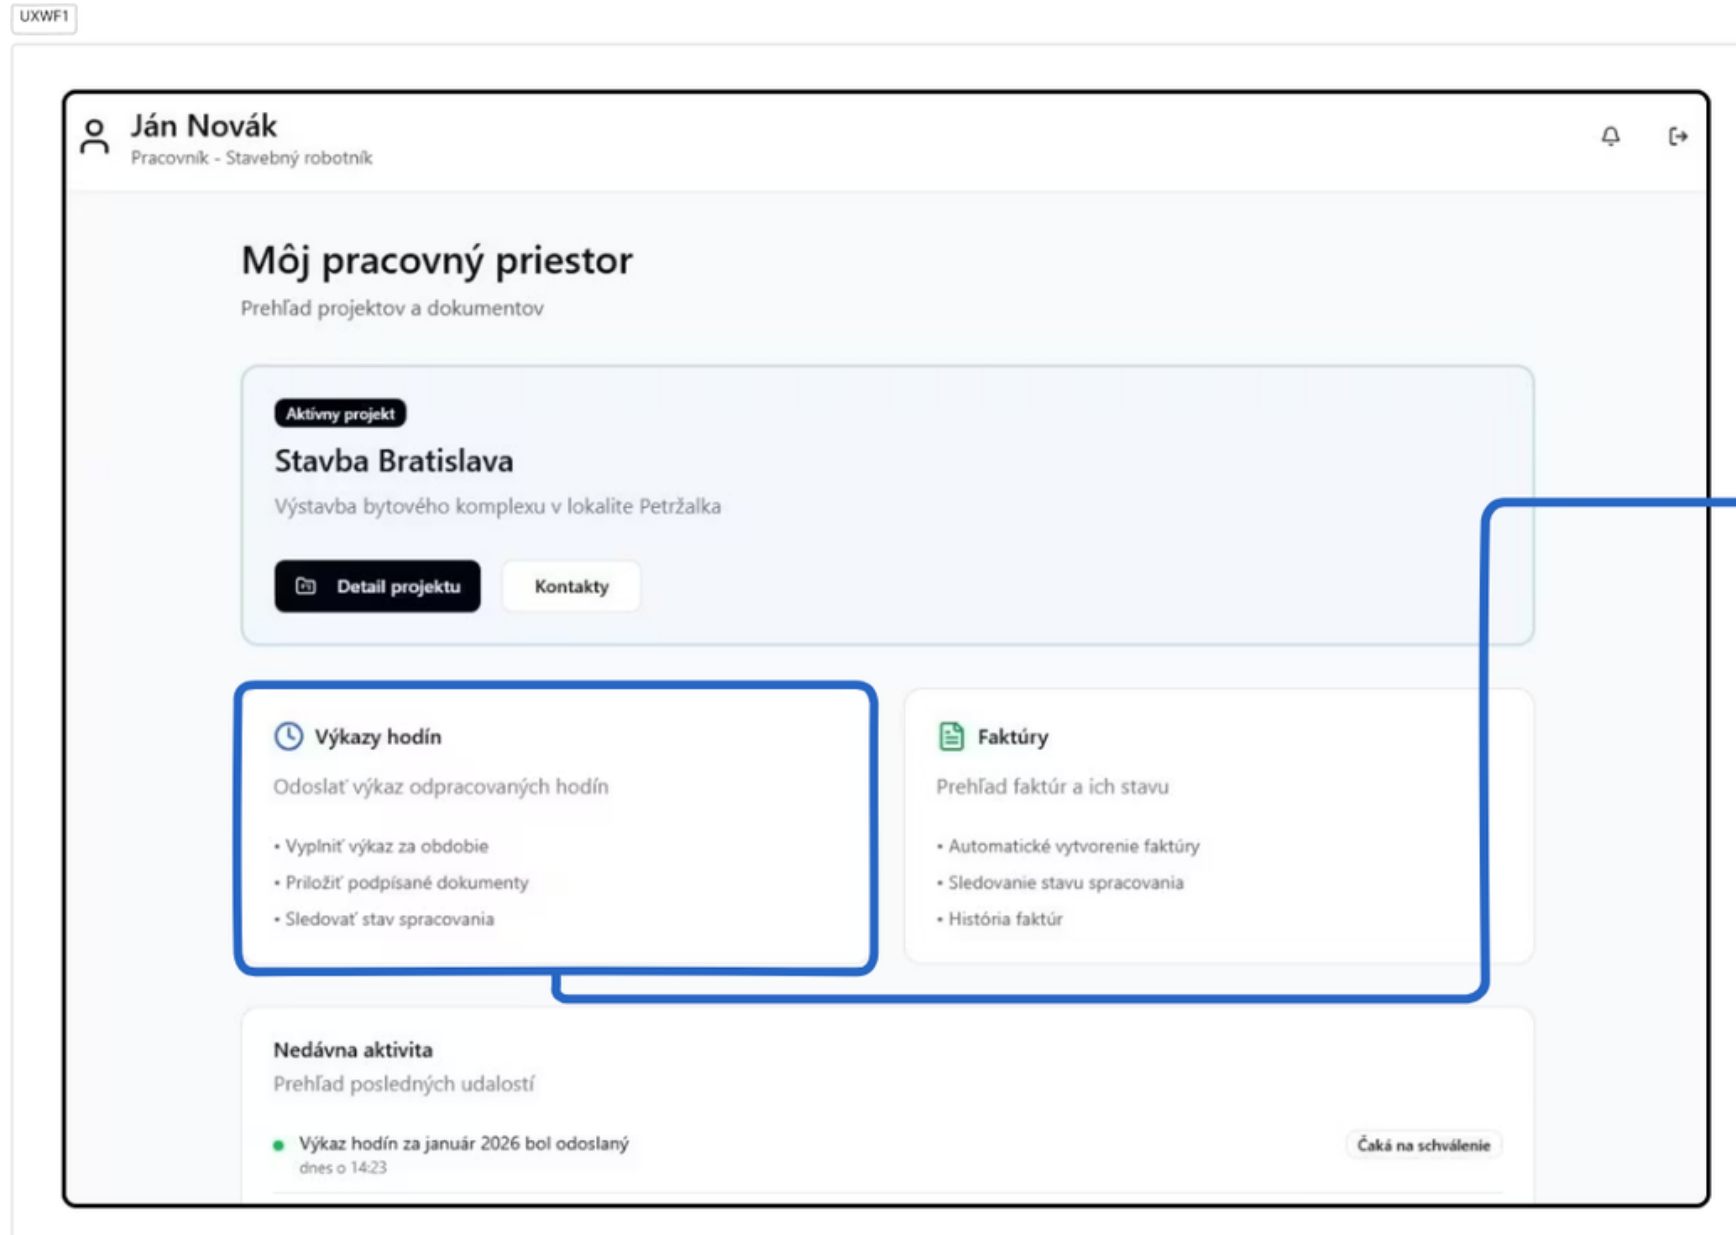 UXWF1
Ján Novák
Pracovník - Stavebný robotník
Môj pracovný priestor
Prehľad projektov a dokumentov
Aktívny projekt
Stavba Bratislava
Výstavba bytového komplexu v lokalite Petržalka
Detail projektu
Kontakty
Výkazy hodín
Odoslať výkaz odpracovaných hodín
• Vyplniť výkaz za obdobie
• Priložiť podpísané dokumenty
• Sledovať stav spracovania
Faktúry
Prehľad faktúr a ich stavu
• Automatické vytvorenie faktúry
• Sledovanie stavu spracovania
• História faktúr
Nedávna aktivita
Prehľad posledných udalostí
Výkaz hodín za január 2026 bol odoslaný
dnes o 14:23
Čaká na schválenie